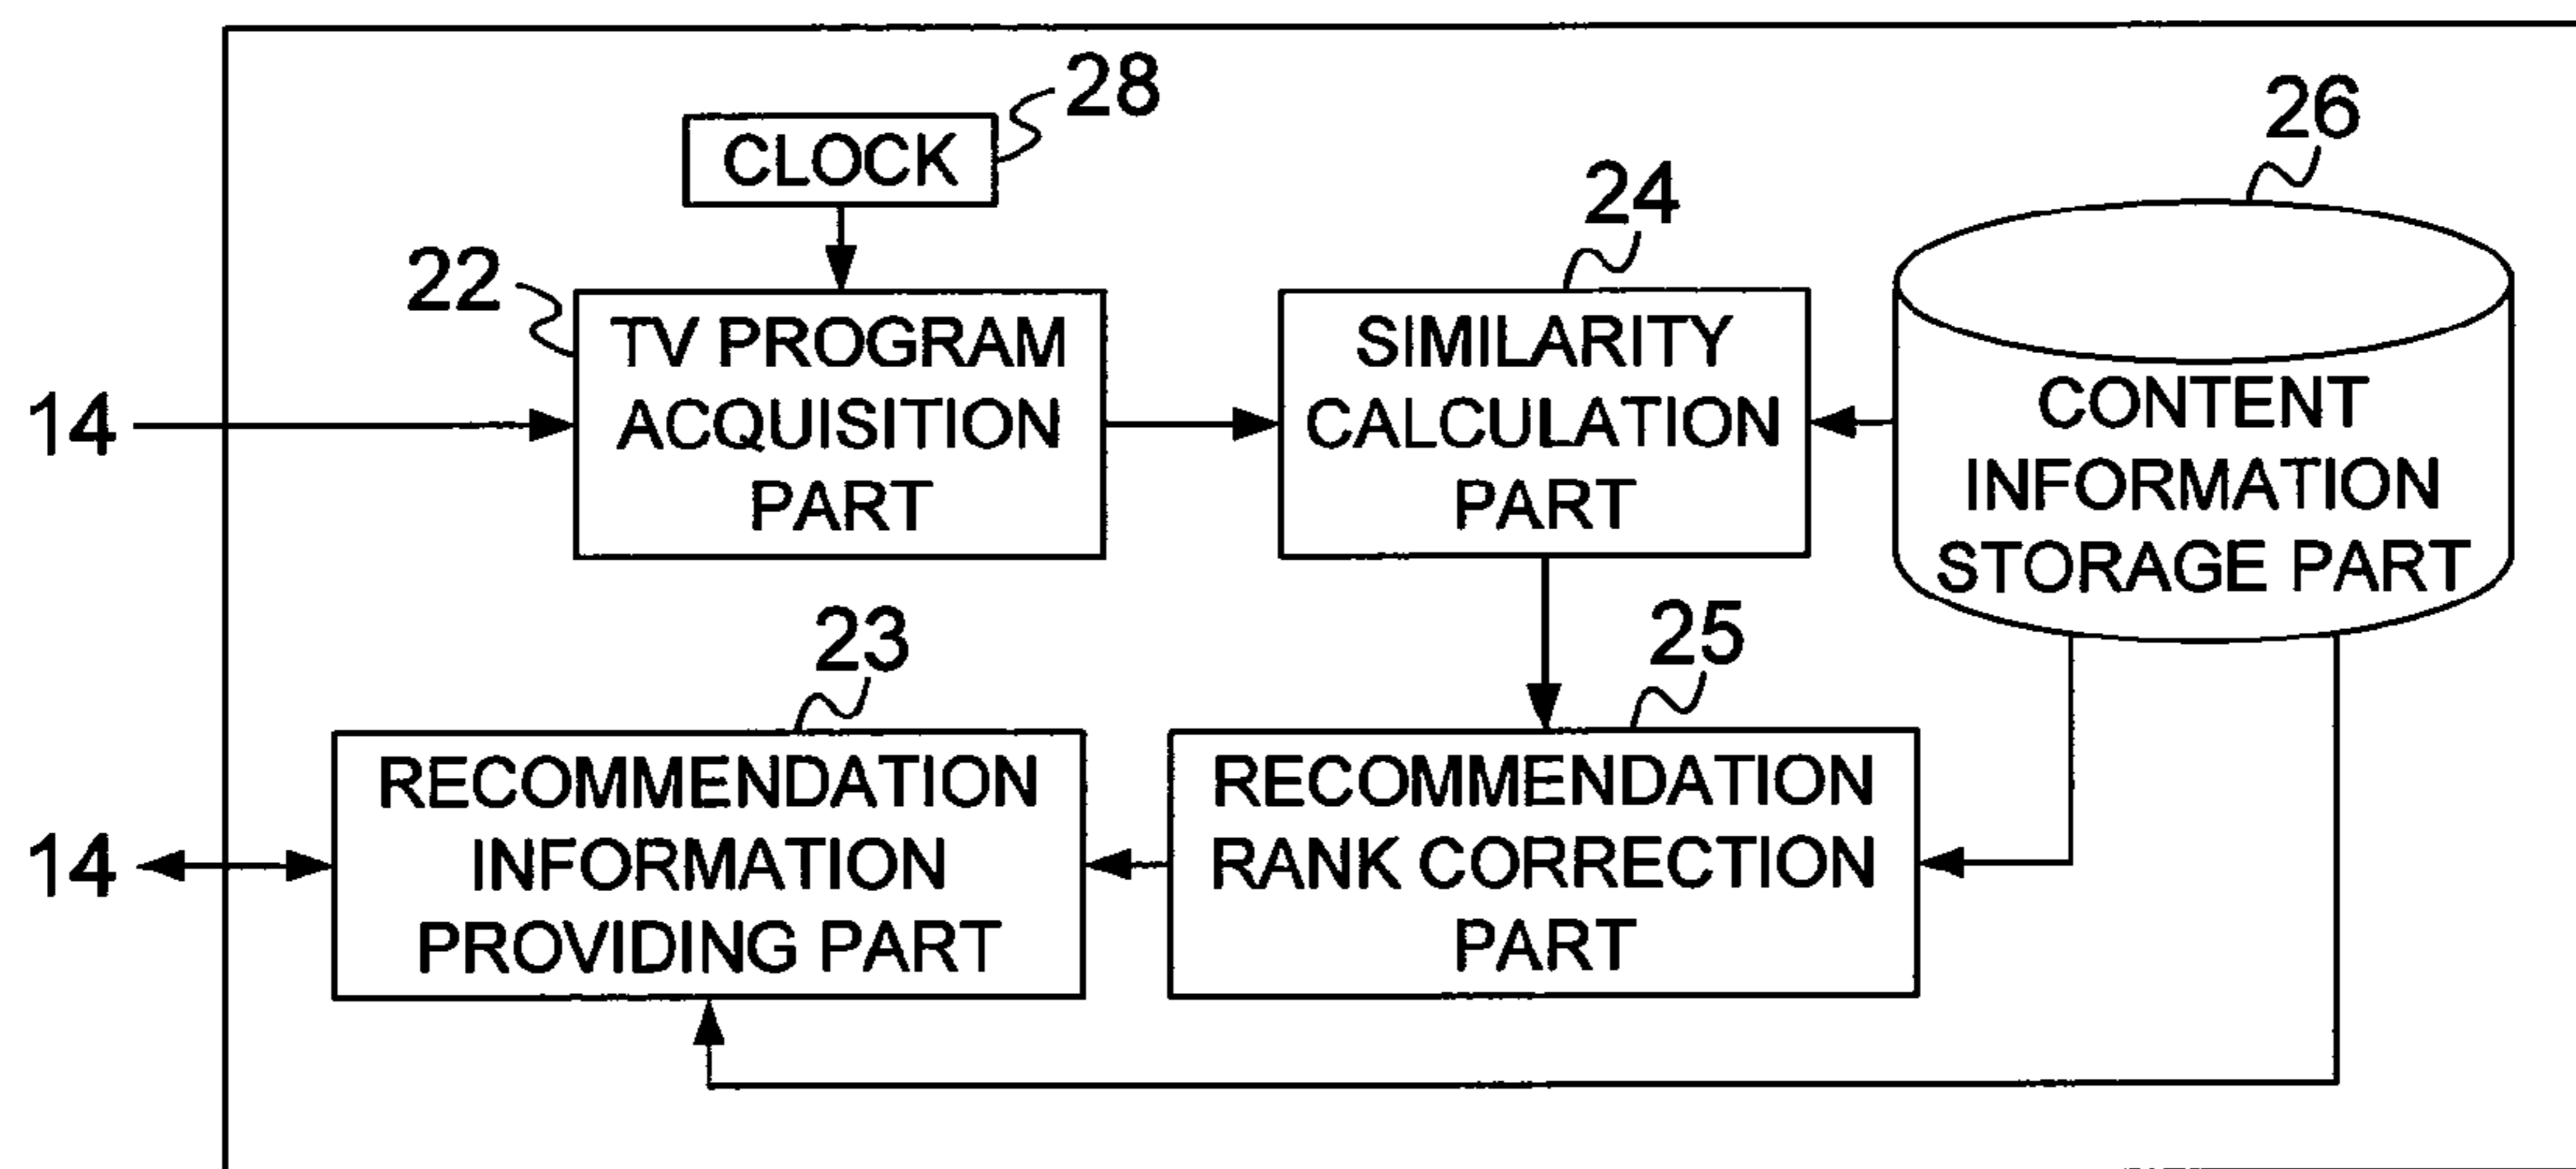 28
CLOCK
26
24
22
TV PROGRAM
ACQUISITION
PART
SIMILARITY
CALCULATION
PART
CONTENT
INFORMATION
STORAGE PART
14
23
25
RECOMMENDATION
INFORMATION
PROVIDING PART
RECOMMENDATION
RANK CORRECTION
PART
14